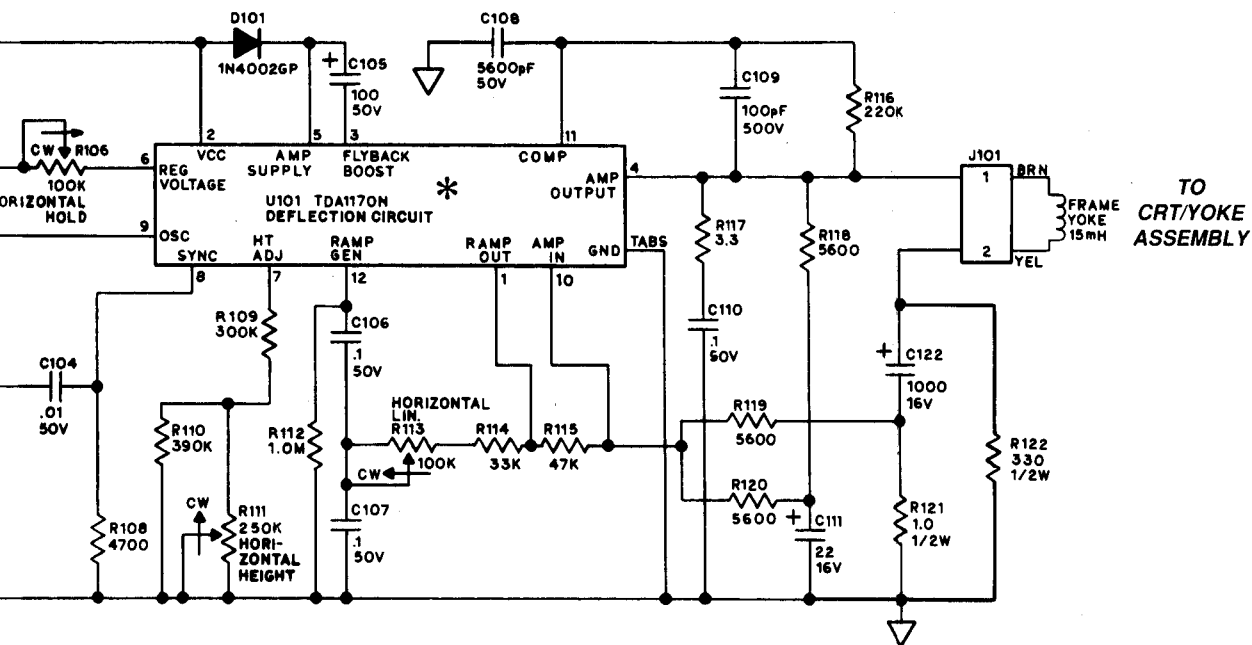 D101
1N4002GP
+
C105
100
50V
C108
5600pF
50V
C109
100pF
500V
R116
220K
CW R106
100K
ORIZONTAL
HOLD
2
VCC
5
AMP
SUPPLY
3
FLYBACK
BOOST
11
COMP
6
REG
VOLTAGE
*
4
AMP
OUTPUT
U101 TDA1170N
DEFLECTION CIRCUIT
9
OSC
SYNC
8
HT
ADJ
7
RAMP
GEN
12
RAMP
OUT
1
AMP
IN
10
GND
TABS
J101
1
BRN
2
YEL
FRAME
YOKE
15mH
TO
CRT/YOKE
ASSEMBLY
R117
3.3
R118
5600
R109
300K
C106
.1
50V
C110
.1
50V
C104
.01
50V
+
C122
1000
16V
HORIZONTAL
LIN.
R113
100K
CW
R114
33K
R115
47K
R119
5600
R110
390K
R112
1.0M
R120
5600
R122
330
1/2W
R108
4700
CW
R111
250K
HORI-
ZONTAL
HEIGHT
C107
.1
50V
+
C111
22
16V
R121
1.0
1/2W